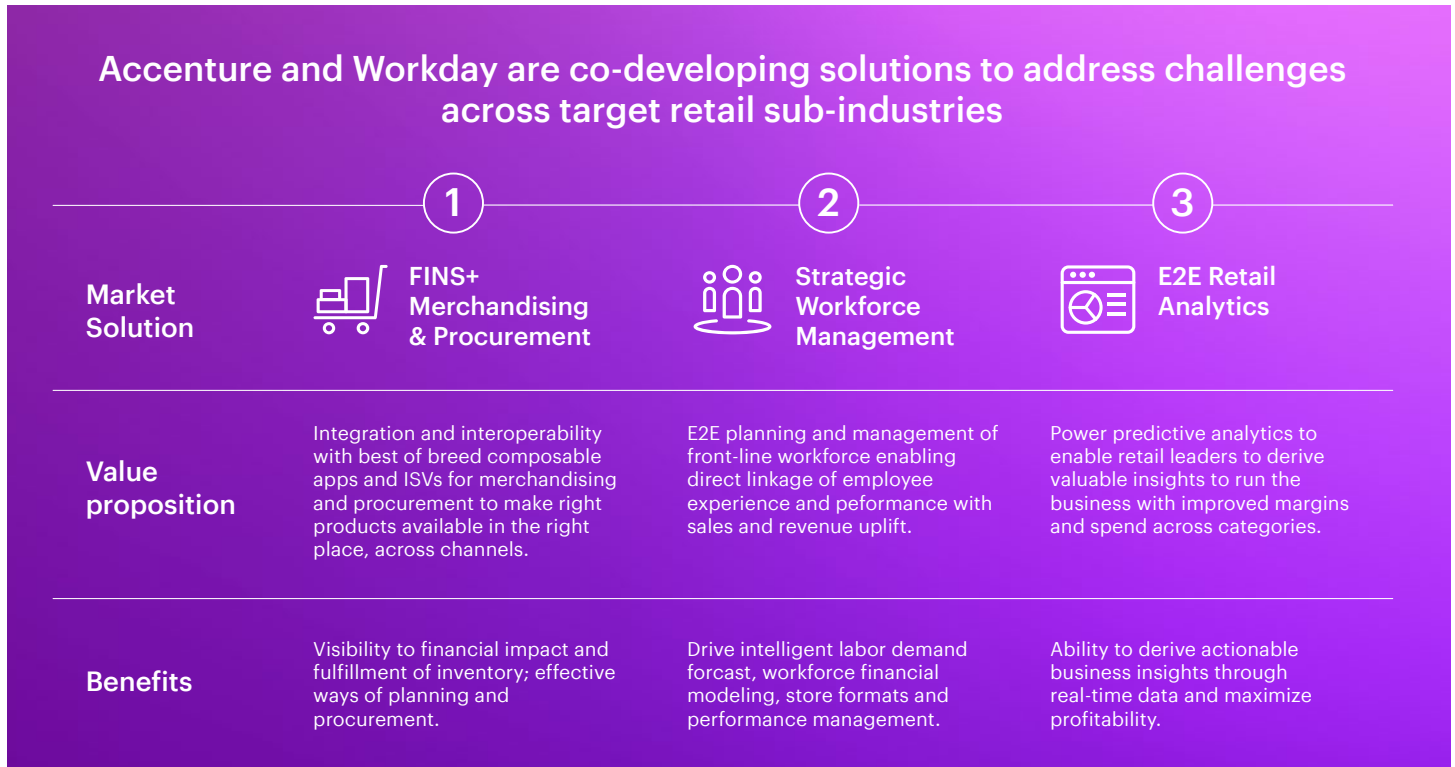 Accenture and Workday are co-developing solutions to address challenges
across target retail sub-industries
1
2
3
Market
Solution
FINS+
Merchandising
& Procurement
Strategic
Workforce
Management
E2E Retail
Analytics
Value
proposition
Integration and interoperability
with best of breed composable
apps and ISVs for merchandising
and procurement to make right
products available in the right
place, across channels.
E2E planning and management of
front-line workforce enabling
direct linkage of employee
experience and peformance with
sales and revenue uplift.
Power predictive analytics to
enable retail leaders to derive
valuable insights to run the
business with improved margins
and spend across categories.
Benefits
Visibility to financial impact and
fulfillment of inventory; effective
ways of planning and
procurement.
Drive intelligent labor demand
forcast, workforce financial
modeling, store formats and
performance management.
Ability to derive actionable
business insights through
real-time data and maximize
profitability.